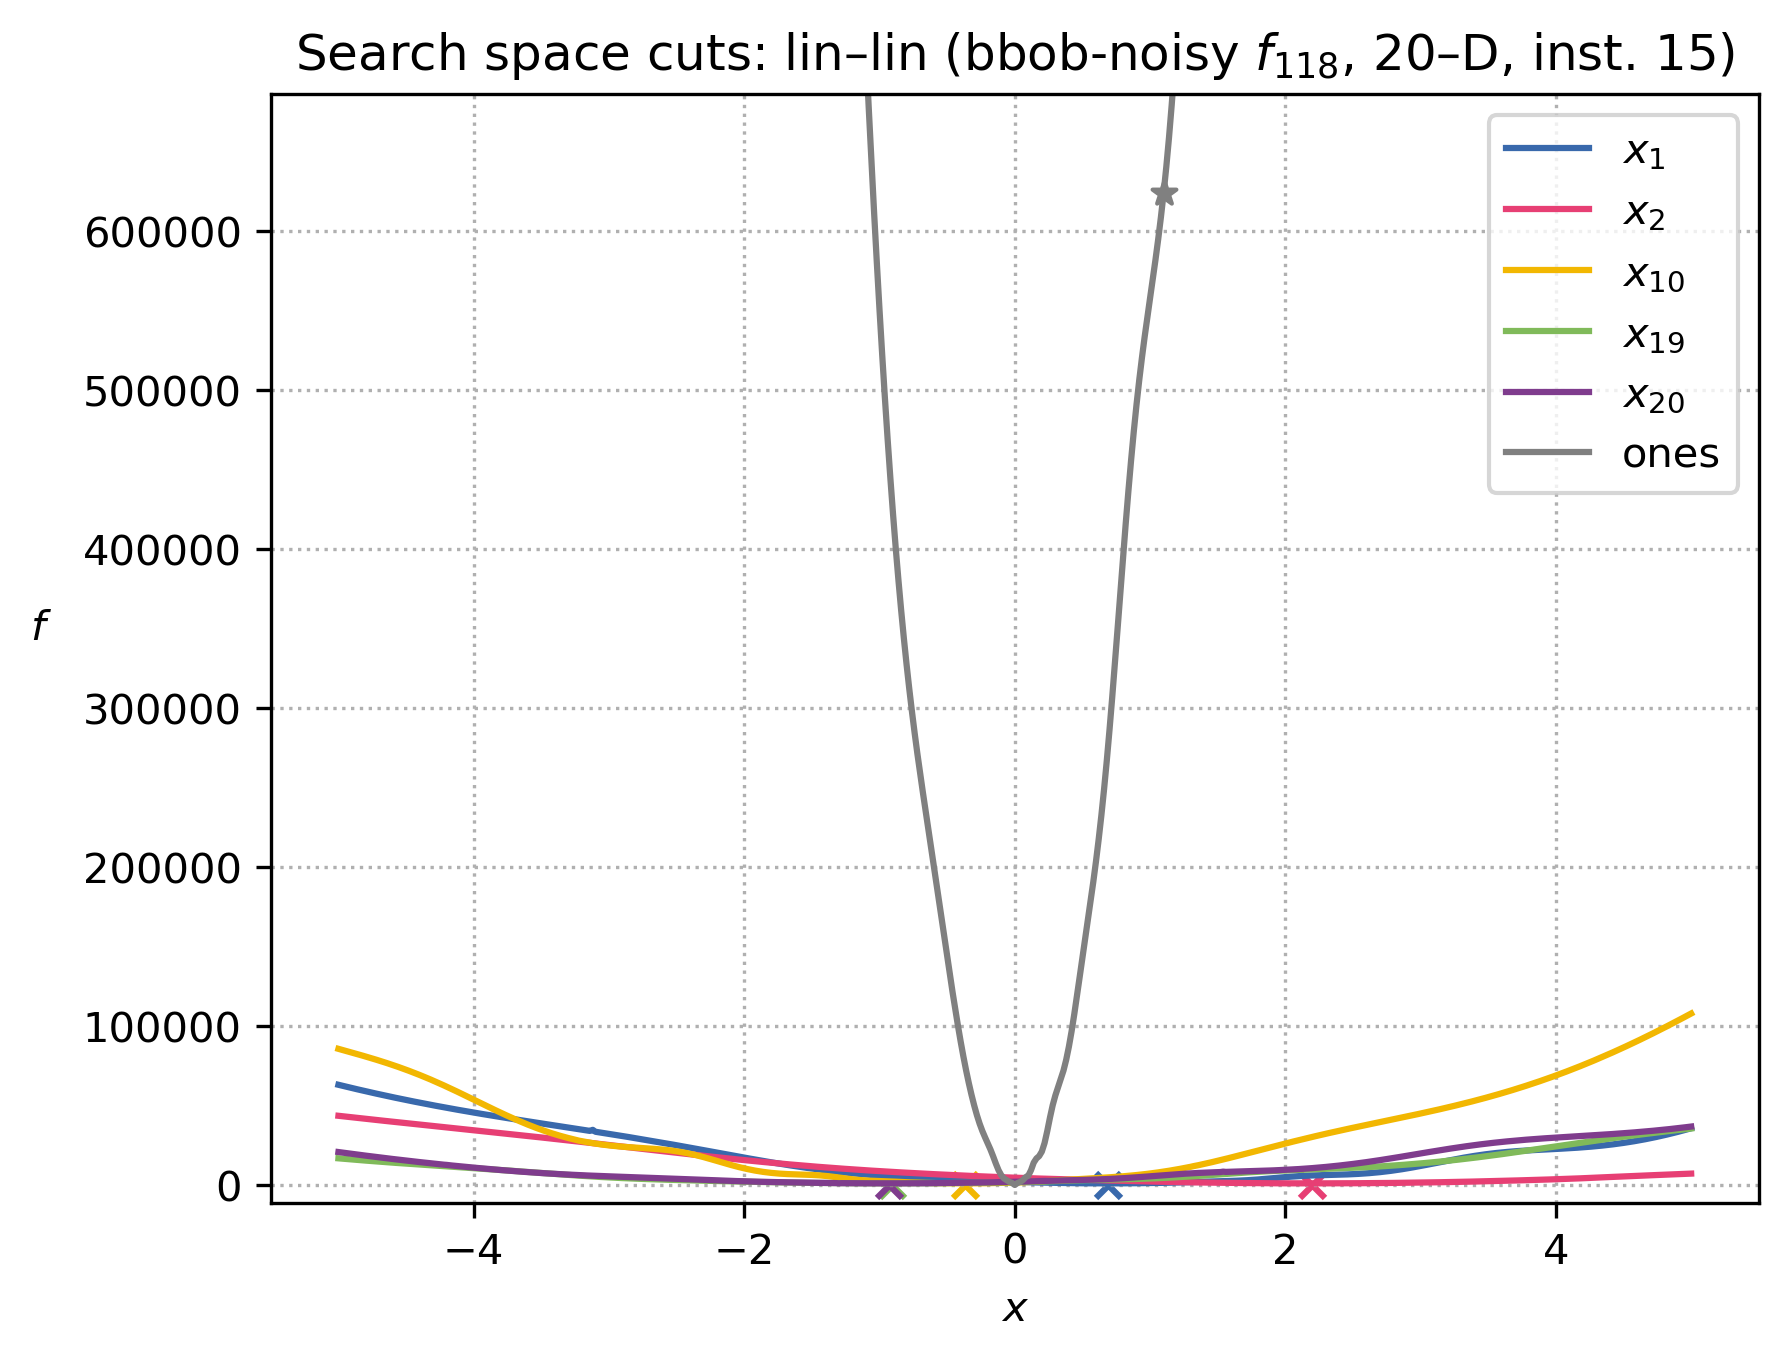 Search space cuts: lin–lin (bbob-noisy f₁₁₈, 20–D, inst. 15)
x₁
x₂
x₁₀
x₁₉
x₂₀
ones
600000
500000
400000
300000
200000
100000
0
f
−4 −2 0 2 4
x